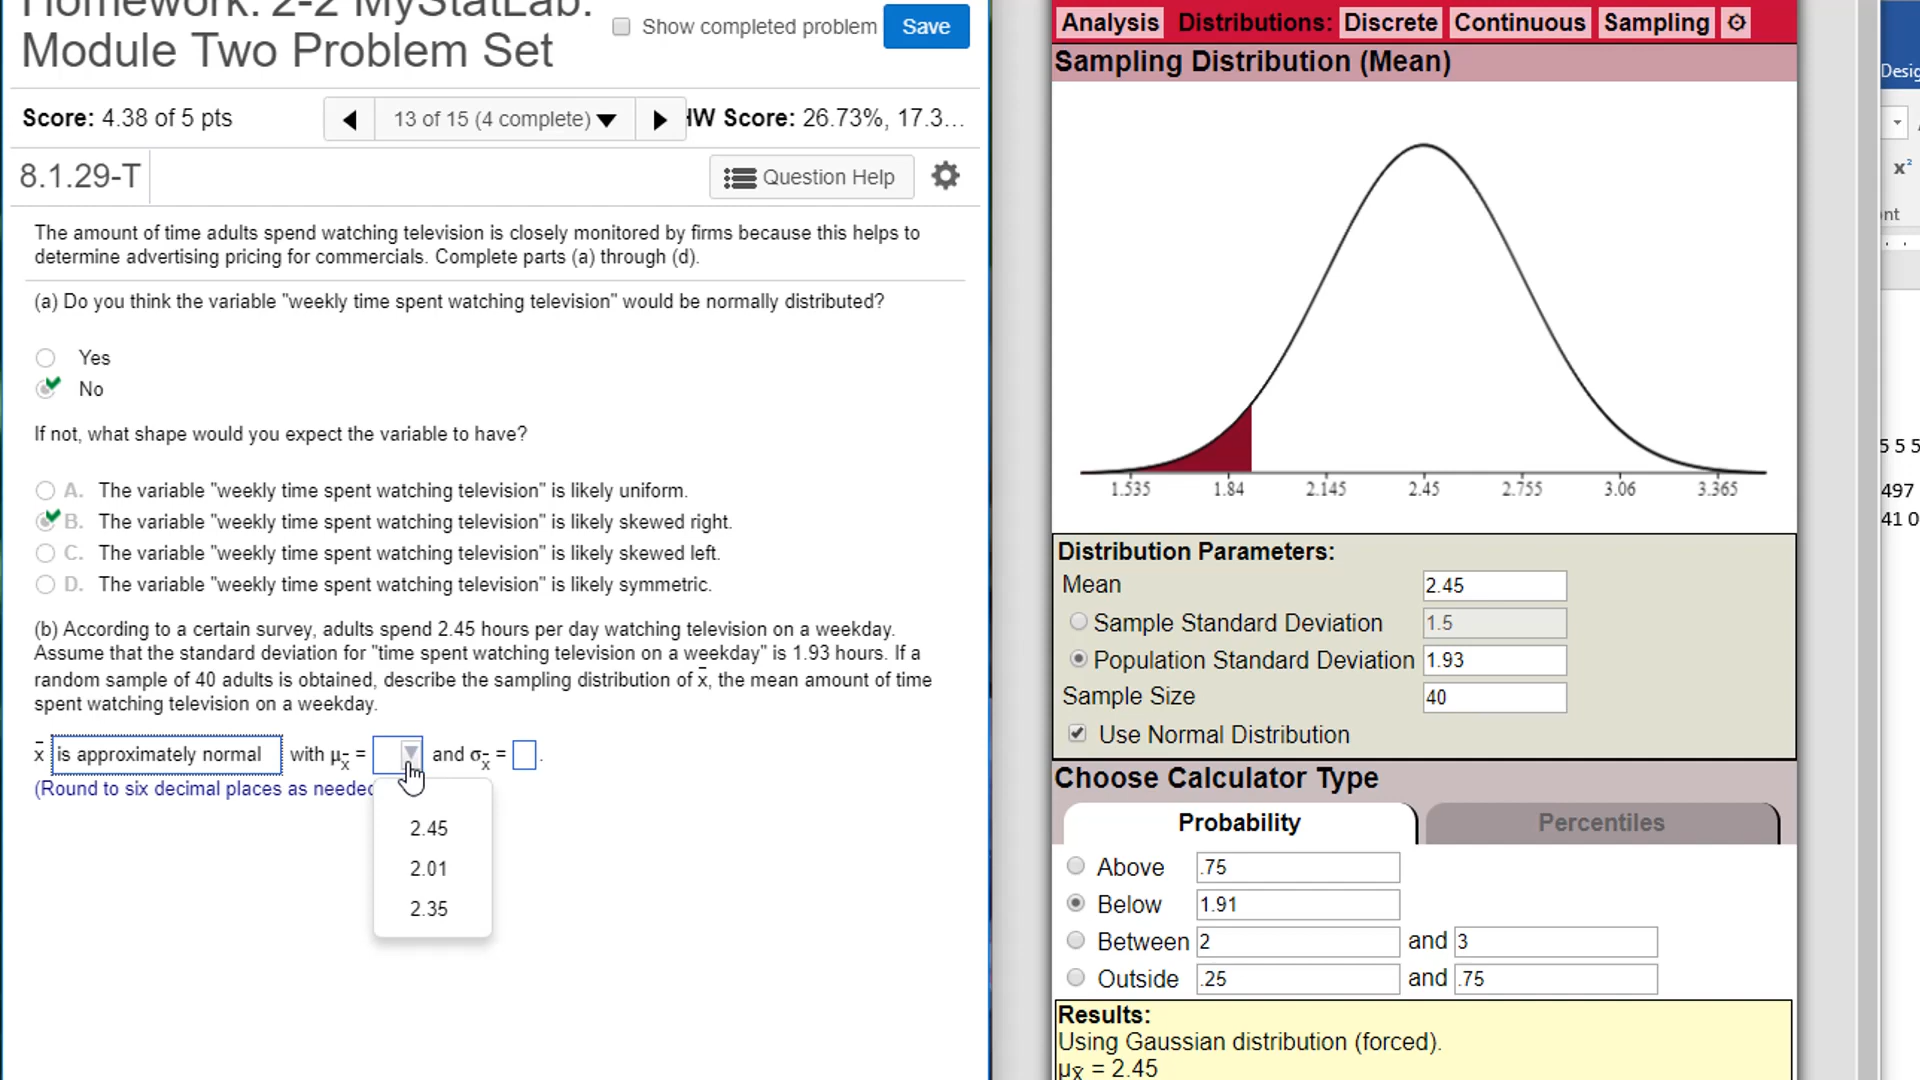 Homework: 2-2 MyStatLab:
Module Two Problem Set
Show completed problem
Save
Score: 4.38 of 5 pts
13 of 15 (4 complete)
HW Score: 26.73%, 17.3...
8.1.29-T
Question Help
The amount of time adults spend watching television is closely monitored by firms because this helps to
determine advertising pricing for commercials. Complete parts (a) through (d).
(a) Do you think the variable "weekly time spent watching television" would be normally distributed?
Yes
No
If not, what shape would you expect the variable to have?
A. The variable "weekly time spent watching television" is likely uniform.
B. The variable "weekly time spent watching television" is likely skewed right.
C. The variable "weekly time spent watching television" is likely skewed left.
D. The variable "weekly time spent watching television" is likely symmetric.
(b) According to a certain survey, adults spend 2.45 hours per day watching television on a weekday.
Assume that the standard deviation for "time spent watching television on a weekday" is 1.93 hours. If a
random sample of 40 adults is obtained, describe the sampling distribution of x̄, the mean amount of time
spent watching television on a weekday.
x̄ is approximately normal with μx̄ = and σx̄ = .
(Round to six decimal places as needed
2.45
2.01
2.35
Analysis Distributions: Discrete Continuous Sampling
Sampling Distribution (Mean)
1.535 1.84 2.145 2.45 2.755 3.06 3.365
Distribution Parameters:
Mean 2.45
Sample Standard Deviation 1.5
Population Standard Deviation 1.93
Sample Size 40
Use Normal Distribution
Choose Calculator Type
Probability Percentiles
Above .75
Below 1.91
Between 2 and 3
Outside .25 and .75
Results:
Using Gaussian distribution (forced).
μx̄ = 2.45
Desig
x²
nt
5 5 5
497
41 0